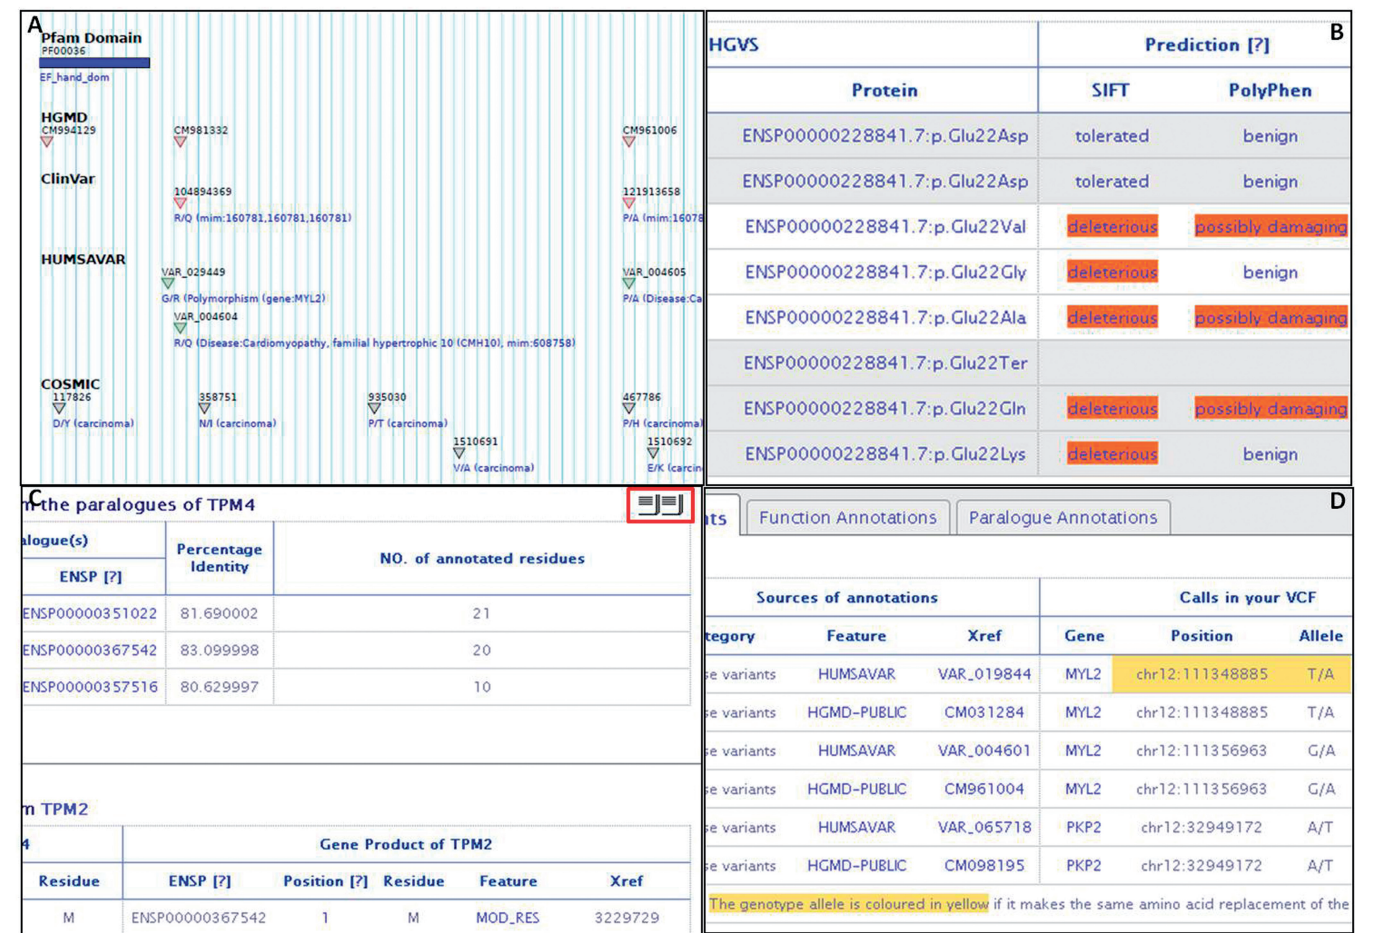 A
Pfam Domain
PF00036
EF_hand_dom
HGMD
CM994129 CM981332 CM961006
ClinVar
104894369 121913658
R/Q (mim:160781,160781,160781) P/A (mim:16078
HUMSAVAR
VAR_029449 VAR_004605
G/R (Polymorphism (gene:MYL2) P/A (Disease:Ca
VAR_004604
R/Q (Disease:Cardiomyopathy, familial hypertrophic 10 (CMH10), mim:608758)
COSMIC
117826 358751 935030 467786
D/Y (carcinoma) N/I (carcinoma) P/T (carcinoma) P/H (carcinoma)
1510691 1510692
V/A (carcinoma) E/K (carcin
B
HGVS Prediction [?]
Protein SIFT PolyPhen
ENSP00000228841.7:p.Glu22Asp tolerated benign
ENSP00000228841.7:p.Glu22Asp tolerated benign
ENSP00000228841.7:p.Glu22Val deleterious possibly damaging
ENSP00000228841.7:p.Glu22Gly deleterious benign
ENSP00000228841.7:p.Glu22Ala deleterious possibly damaging
ENSP00000228841.7:p.Glu22Ter
ENSP00000228841.7:p.Glu22Gln deleterious possibly damaging
ENSP00000228841.7:p.Glu22Lys deleterious benign
C
the paralogues of TPM4
alogue(s) Percentage Identity NO. of annotated residues
ENSP [?]
ENSP00000351022 81.690002 21
ENSP00000367542 83.099998 20
ENSP00000357516 80.629997 10
m TPM2
4 Gene Product of TPM2
Residue ENSP [?] Position [?] Residue Feature Xref
M ENSP00000367542 1 M MOD_RES 3229729
D
nts Function Annotations Paralogue Annotations
Sources of annotations Calls in your VCF
tegory Feature Xref Gene Position Allele
se variants HUMSAVAR VAR_019844 MYL2 chr12:111348885 T/A
se variants HGMD-PUBLIC CM031284 MYL2 chr12:111348885 T/A
se variants HUMSAVAR VAR_004601 MYL2 chr12:111356963 G/A
se variants HGMD-PUBLIC CM961004 MYL2 chr12:111356963 G/A
se variants HUMSAVAR VAR_065718 PKP2 chr12:32949172 A/T
se variants HGMD-PUBLIC CM098195 PKP2 chr12:32949172 A/T
The genotype allele is coloured in yellow if it makes the same amino acid replacement of the